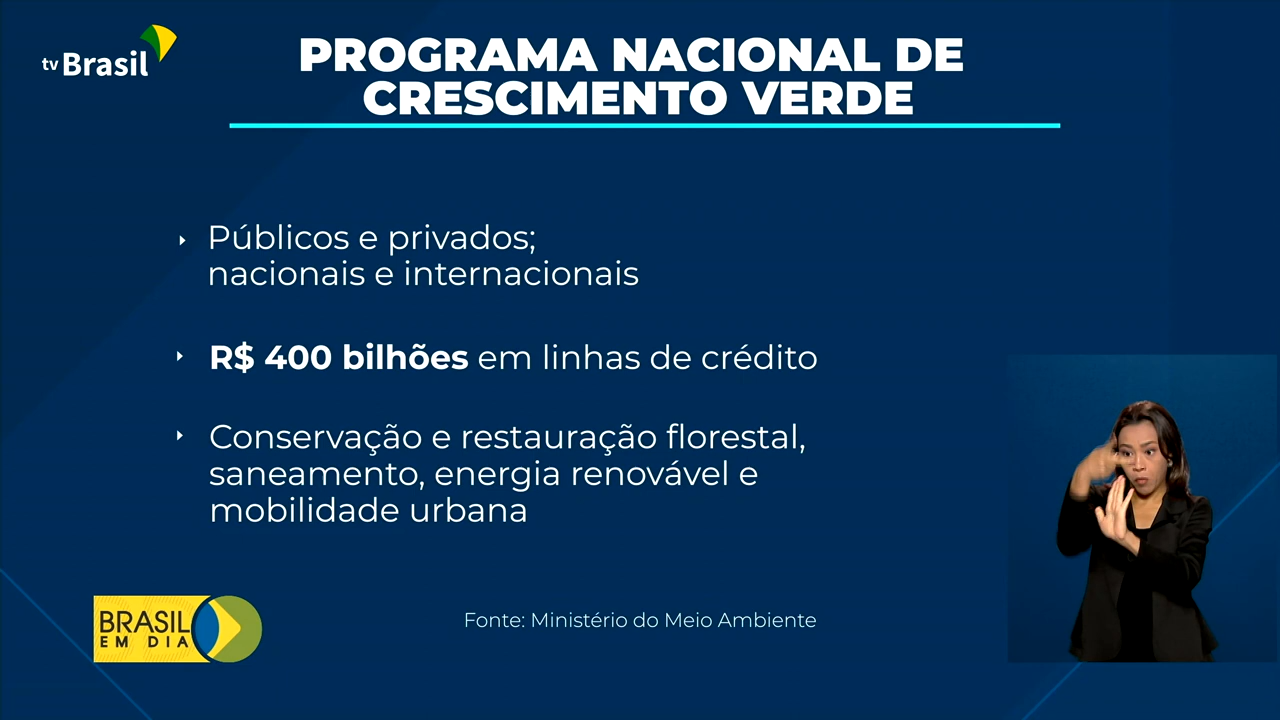 tv Brasil
PROGRAMA NACIONAL DE
CRESCIMENTO VERDE
Públicos e privados;
nacionais e internacionais
R$ 400 bilhões em linhas de crédito
Conservação e restauração florestal,
saneamento, energia renovável e
mobilidade urbana
BRASIL
EM DIA
Fonte: Ministério do Meio Ambiente